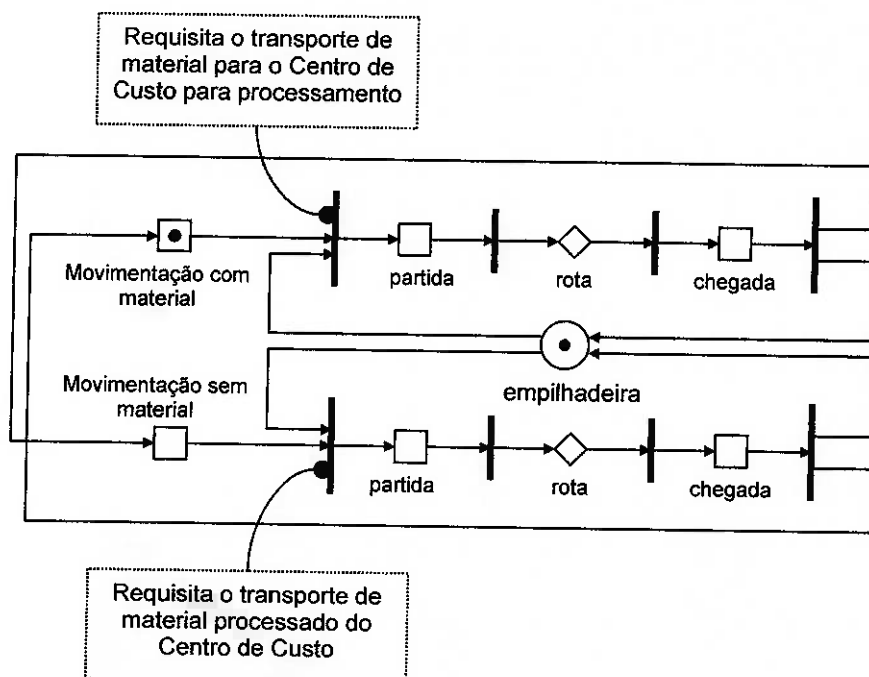 Requisita o transporte de
material para o Centro de
Custo para processamento
Movimentação com
material
partida
rota
chegada
empilhadeira
Movimentação sem
material
partida
rota
chegada
Requisita o transporte de
material processado do
Centro de Custo